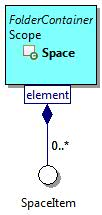 FolderContainer
Scope
Space
element
0..*
SpaceItem